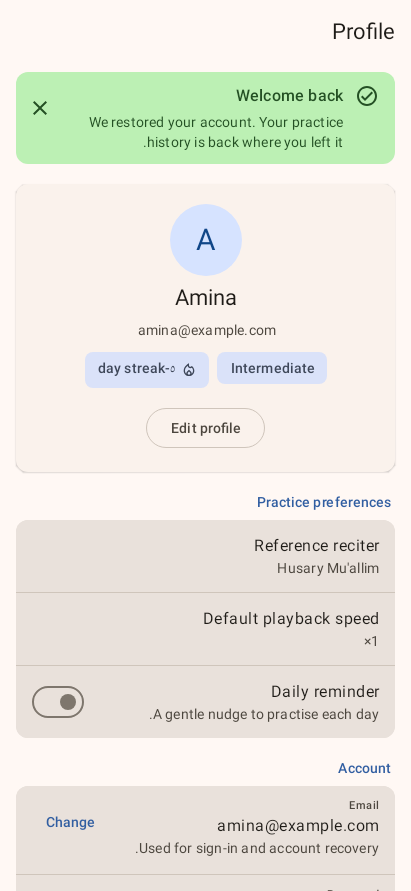 Profile
Welcome back
We restored your account. Your practice
history is back where you left it.
A
Amina
amina@example.com
Intermediate
٥-day streak
Edit profile
Practice preferences
Reference reciter
Husary Mu'allim
Default playback speed
1×
Daily reminder
A gentle nudge to practise each day.
Account
Email
amina@example.com
Change
Used for sign-in and account recovery.